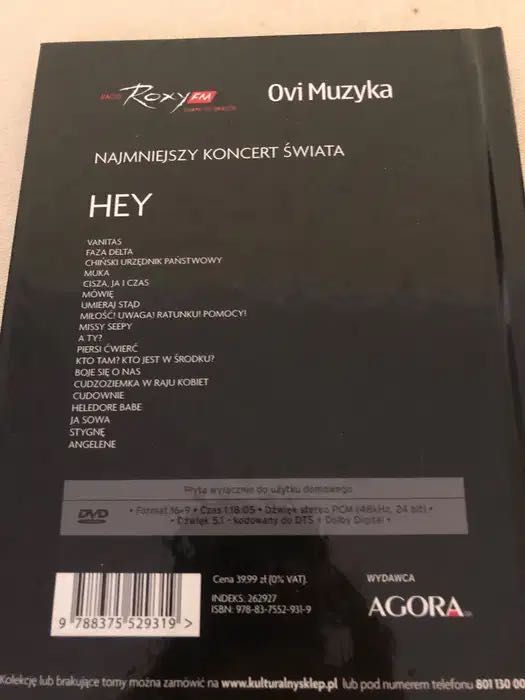 RADIO ROXY FM
Ovi Muzyka
NAJMNIEJSZY KONCERT ŚWIATA
HEY
VANITAS
FAZA DELTA
CHIŃSKI URZĘDNIK PAŃSTWOWY
MUKA
CISZA, JA I CZAS
MÓWIĘ
UMIERAJ STĄD
MIŁOŚĆ! UWAGA! RATUNKU! POMOCY!
MISSY SEEPY
A TY?
PIERSI ĆWIERĆ
KTO TAM? KTO JEST W ŚRODKU?
BOJE SIĘ O NAS
CUDZOZIEMKA W RAJU KOBIET
CUDOWNIE
HELEDORE BABE
JA SOWA
STYGNĘ
ANGELENE
Płyta wyłącznie do użytku domowego
DVD
• Format 16×9 • Czas 1:18:05 • Dźwięk stereo PCM (48kHz, 24 bit) •
• Dźwięk 5.1 - kodowany do DTS i Dolby Digital •
Cena 39,99 zł (0% VAT).
INDEKS: 262927
ISBN: 978-83-7552-931-9
9 788375 529319 >
WYDAWCA
AGORA SA
Kolekcję lub brakujące tomy można zamówić na www.kulturalnysklep.pl lub pod numerem telefonu 801 130 00